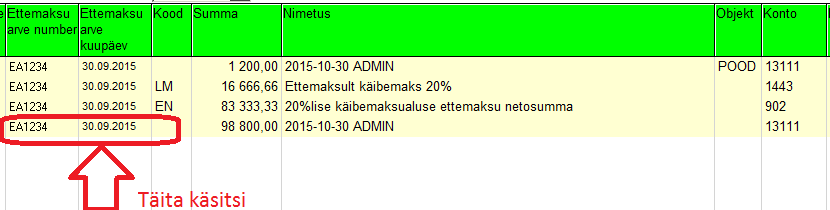 e Ettemaksu Ettemaksu Kood Summa Nimetus Objekt Konto
arve number arve
kuupäev
EA1234 30.09.2015 1 200,00 2015-10-30 ADMIN POOD 13111
EA1234 30.09.2015 LM 16 666,66 Ettemaksult käibemaks 20% 1443
EA1234 30.09.2015 EN 83 333,33 20%lise käibemaksualuse ettemaksu netosumma 902
EA1234 30.09.2015 98 800,00 2015-10-30 ADMIN 13111
Täita käsitsi